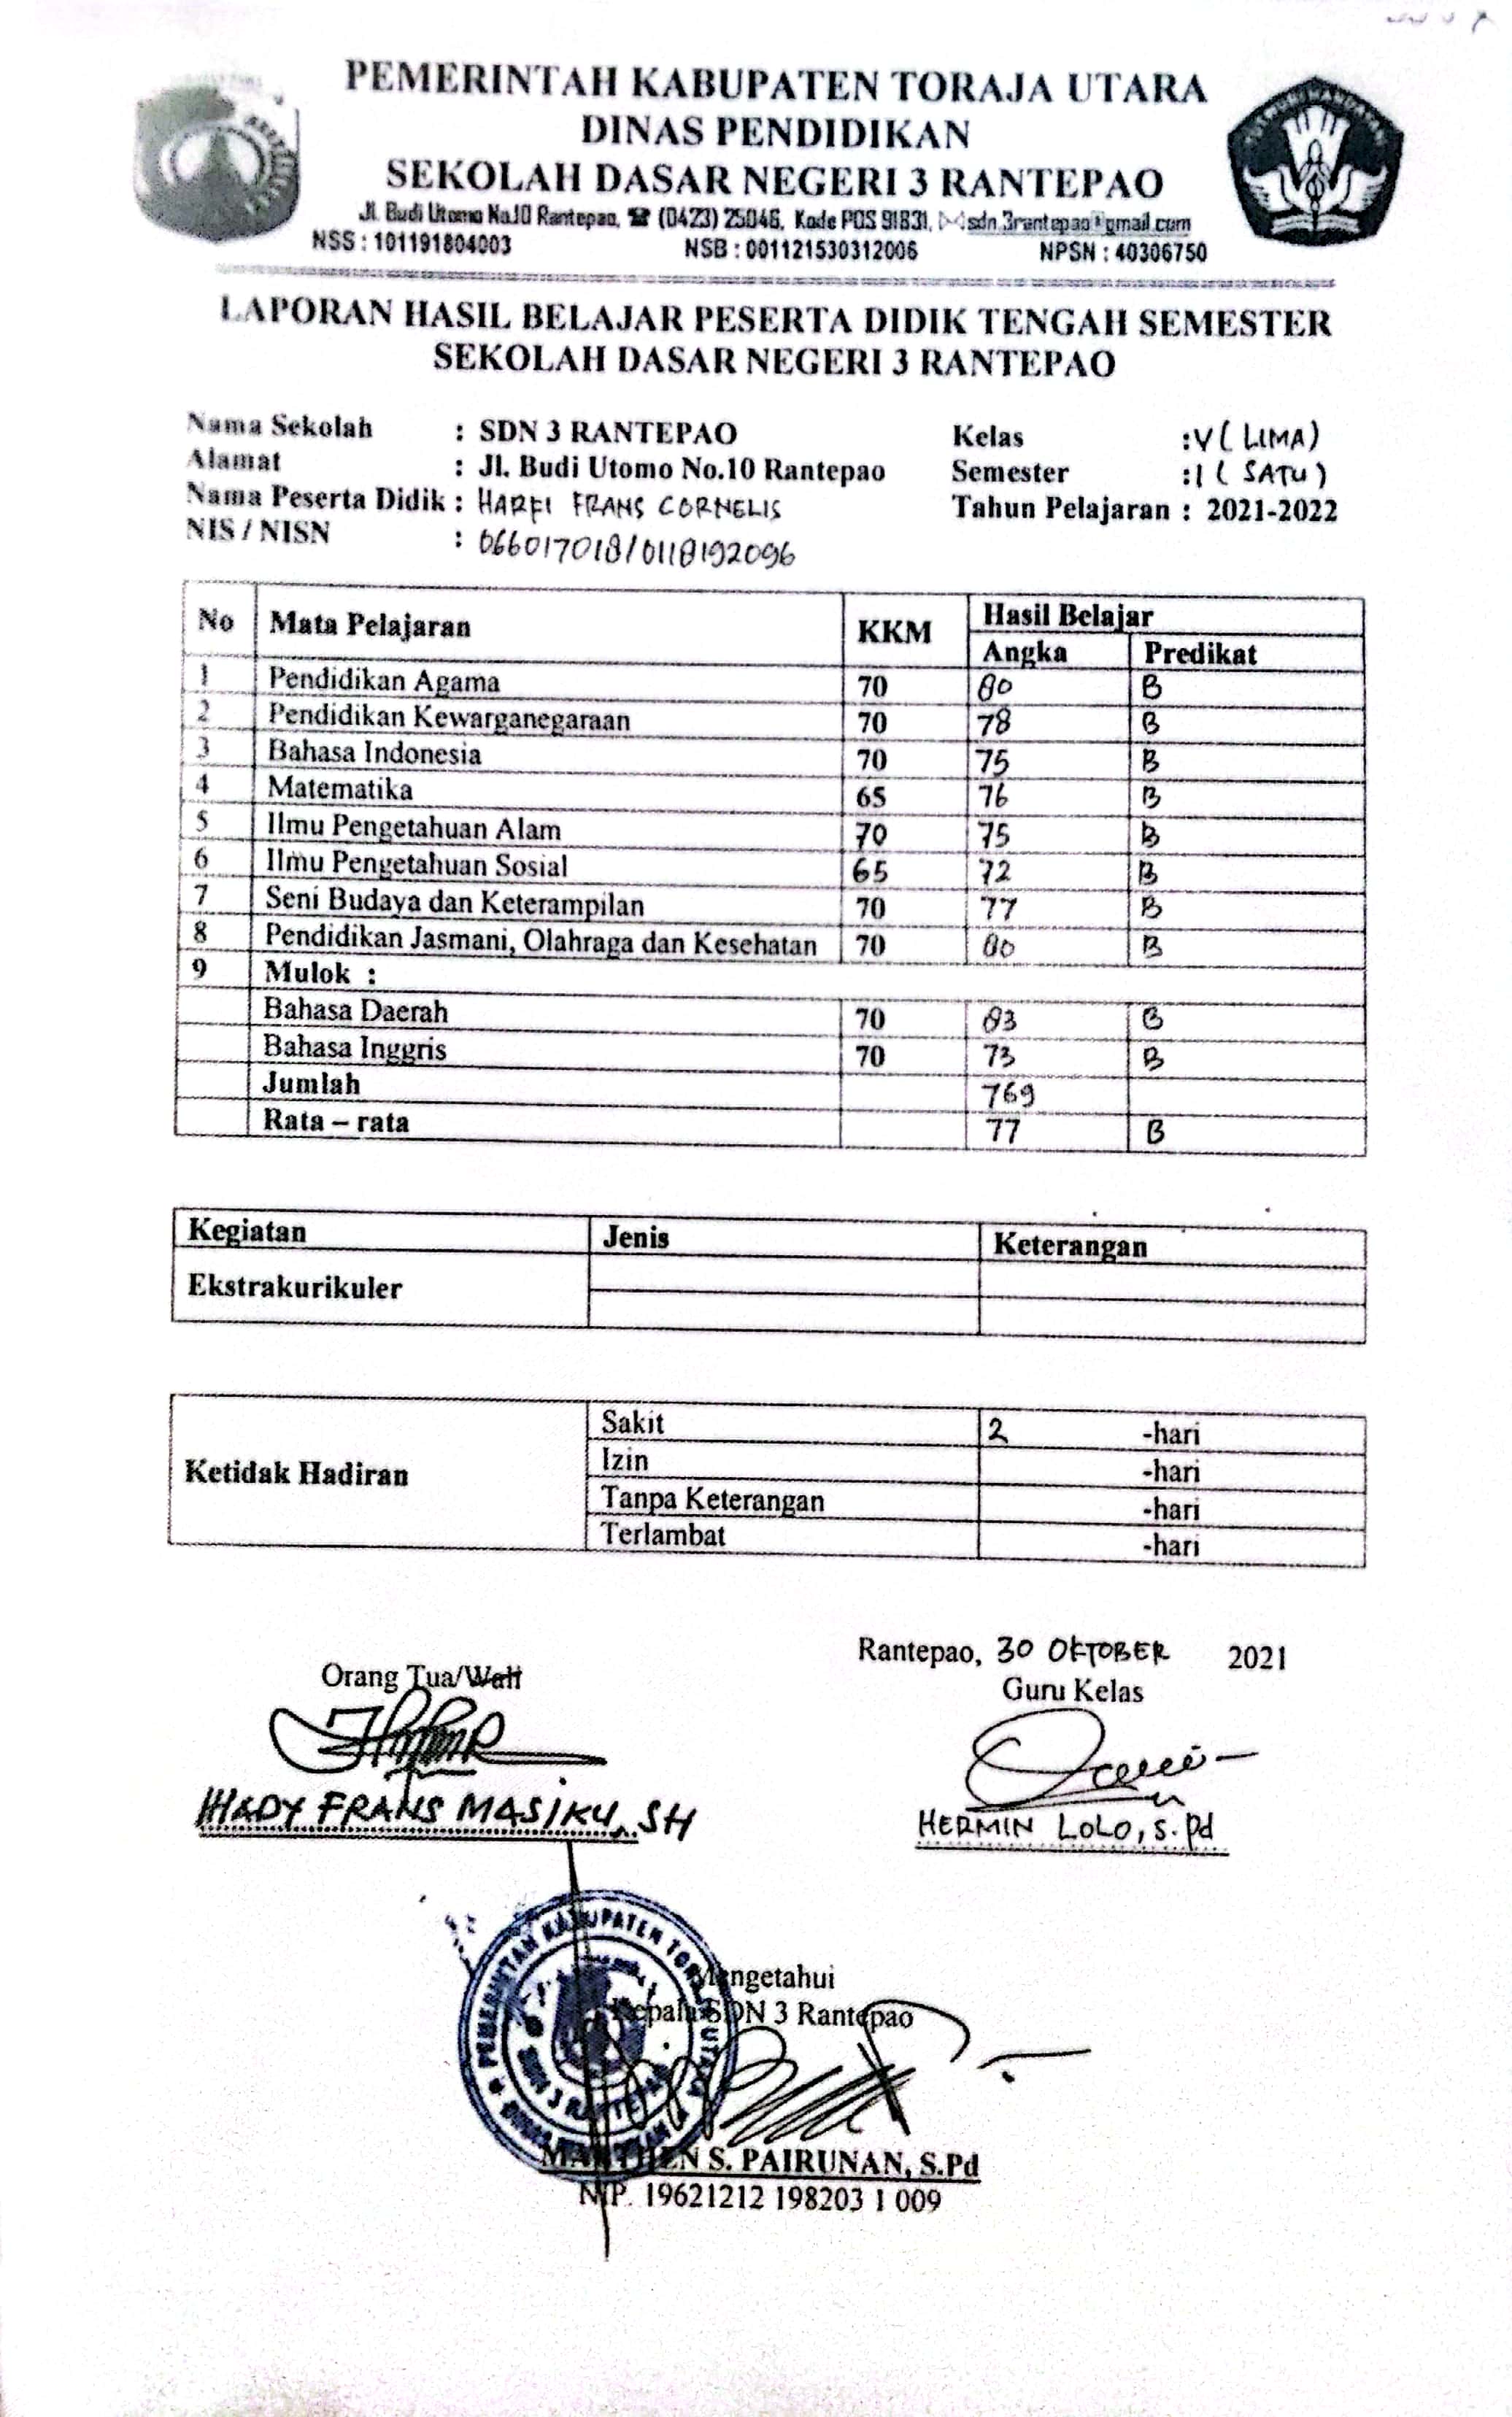 PEMERINTAH KABUPATEN TORAJA UTARA
DINAS PENDIDIKAN
SEKOLAH DASAR NEGERI 3 RANTEPAO
Jl. Budi Utomo No.10 Rantepao, ☎ (0423) 25046, Kode POS 91831, ✉sdn.3rantepao@gmail.com
NSS : 101191804003 NSB : 001121530312006 NPSN : 40306750
LAPORAN HASIL BELAJAR PESERTA DIDIK TENGAH SEMESTER
SEKOLAH DASAR NEGERI 3 RANTEPAO
Nama Sekolah : SDN 3 RANTEPAO Kelas : V ( LIMA )
Alamat : Jl. Budi Utomo No.10 Rantepao Semester : 1 ( SATU )
Nama Peserta Didik : HARFI FRANS CORNELIS Tahun Pelajaran : 2021-2022
NIS / NISN : 066017018/0118192096
No Mata Pelajaran KKM Hasil Belajar
Angka Predikat
1 Pendidikan Agama 70 80 B
2 Pendidikan Kewarganegaraan 70 78 B
3 Bahasa Indonesia 70 75 B
4 Matematika 65 76 B
5 Ilmu Pengetahuan Alam 70 75 B
6 Ilmu Pengetahuan Sosial 65 72 B
7 Seni Budaya dan Keterampilan 70 77 B
8 Pendidikan Jasmani, Olahraga dan Kesehatan 70 80 B
9 Mulok :
Bahasa Daerah 70 83 B
Bahasa Inggris 70 73 B
Jumlah 769
Rata – rata 77 B
Kegiatan Jenis Keterangan
Ekstrakurikuler
Ketidak Hadiran
Sakit 2 -hari
Izin -hari
Tanpa Keterangan -hari
Terlambat -hari
Rantepao, 30 OKTOBER 2021
Orang Tua/Wali Guru Kelas
HADY FRANS MASIKU, SH HERMIN LOLO, S.Pd
PEMERINTAH KABUPATEN TORAJA UTARA
SDN 3 RANTEPAO
Mengetahui
Kepala SDN 3 Rantepao
MARTHEN S. PAIRUNAN, S.Pd
NIP. 19621212 198203 1 009